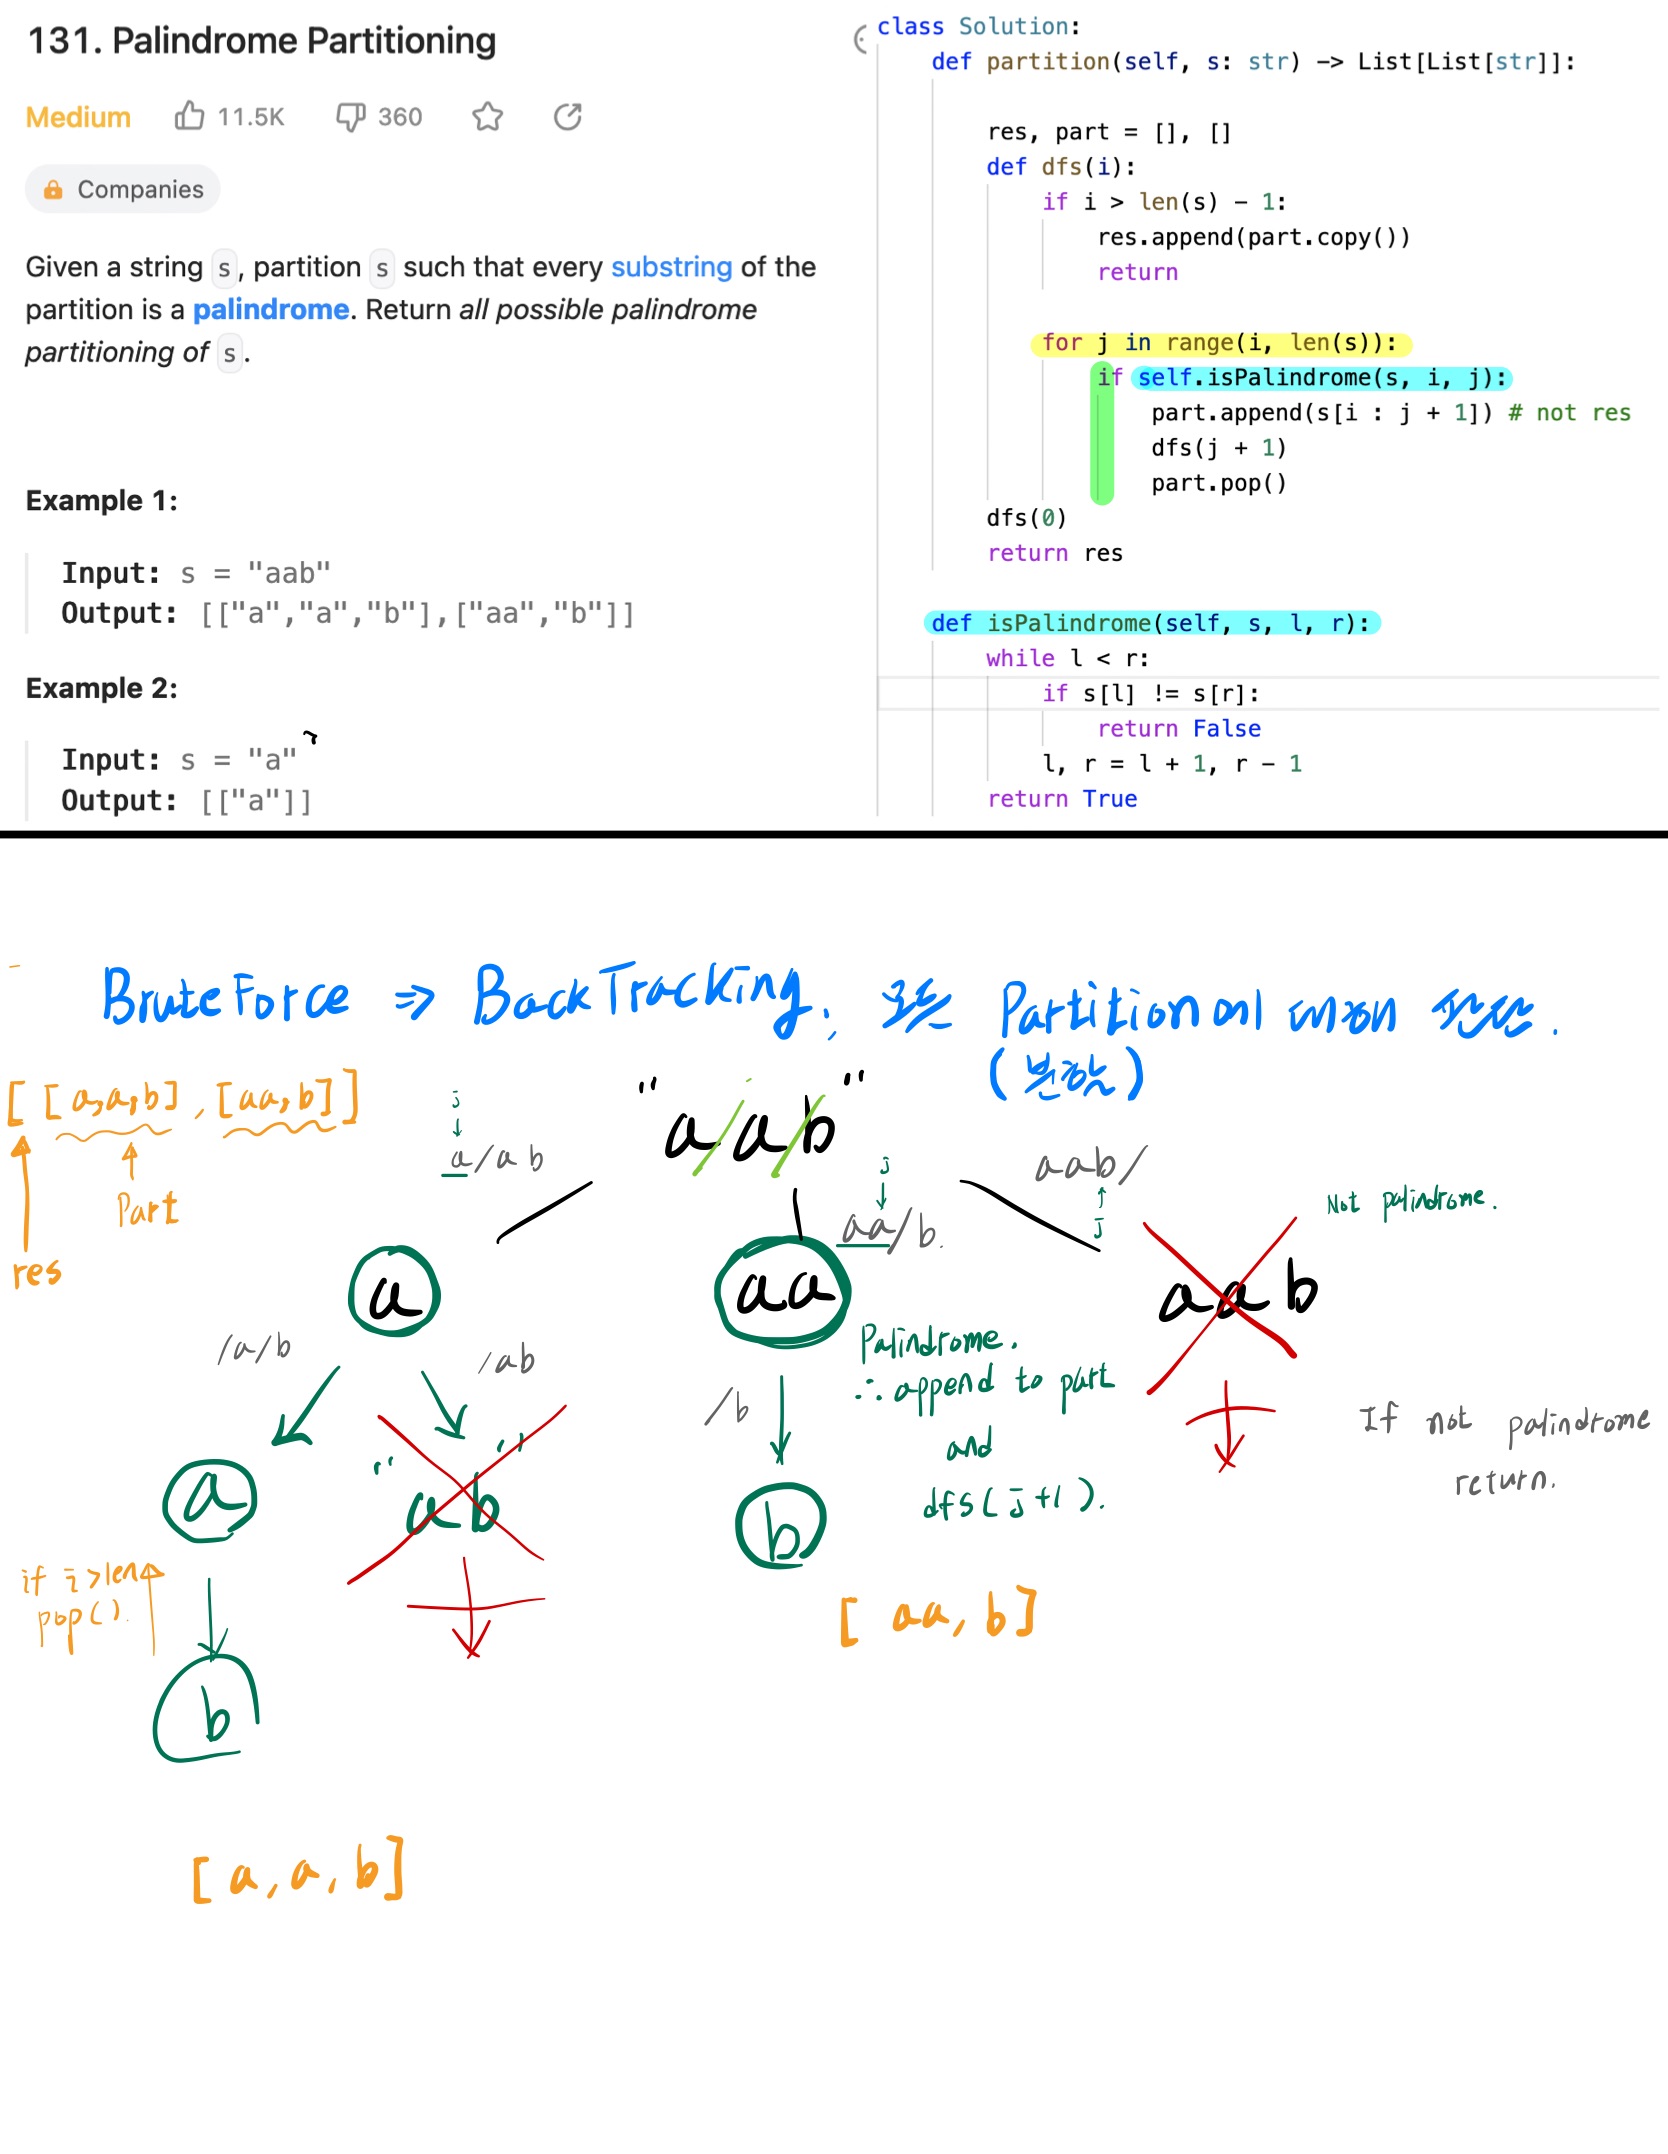 131. Palindrome Partitioning
Medium 11.5K 360
Companies
Given a string s, partition s such that every substring of the
partition is a palindrome. Return all possible palindrome
partitioning of s.
Example 1:
Input: s = "aab"
Output: [["a","a","b"],["aa","b"]]
Example 2:
Input: s = "a"
Output: [["a"]]
class Solution:
def partition(self, s: str) -> List[List[str]]:
res, part = [], []
def dfs(i):
if i > len(s) - 1:
res.append(part.copy())
return
for j in range(i, len(s)):
if self.isPalindrome(s, i, j):
part.append(s[i : j + 1]) # not res
dfs(j + 1)
part.pop()
dfs(0)
return res
def isPalindrome(self, s, l, r):
while l < r:
if s[l] != s[r]:
return False
l, r = l + 1, r - 1
return True
BruteForce ⇒ BackTracking. 모든 Partition에 대하여
(분할)
[ [a,a,b] , [aa,b] ]
Part
res
"a/a/b"
j
a/ab
j
aa/b.
aab/
j
Not palindrome.
a
aa
aab
/a/b
/ab
/b
Palindrome.
∴ append to part
and
dfs(j+1).
If not palindrome
return.
a
"ab"
b
if i>len
pop().
[aa, b]
b
[a, a, b]